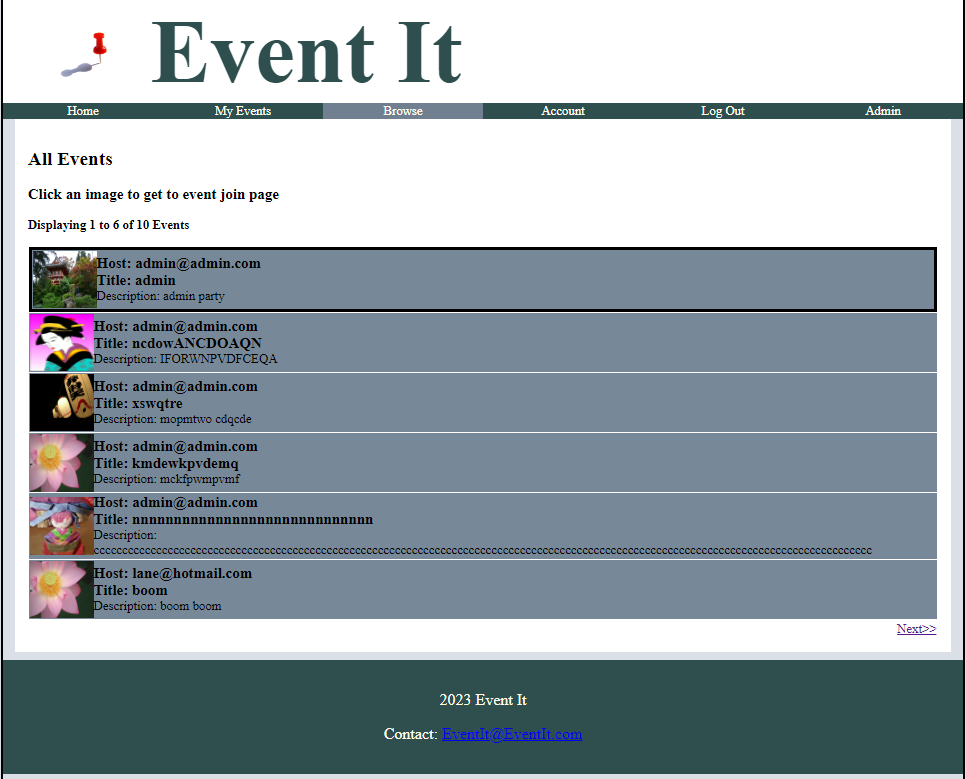 Event It
Home My Events Browse Account Log Out Admin
All Events
Click an image to get to event join page
Displaying 1 to 6 of 10 Events
Host: admin@admin.com
Title: admin
Description: admin party
Host: admin@admin.com
Title: ncdowANCDOAQN
Description: IFORWNPVDFCEQA
Host: admin@admin.com
Title: xswqtre
Description: mopmtwo cdqcde
Host: admin@admin.com
Title: kmdewkpvdemq
Description: mckfpwmpvmf
Host: admin@admin.com
Title: nnnnnnnnnnnnnnnnnnnnnnnnnnnnn
Description:
Host: lane@hotmail.com
Title: boom
Description: boom boom
Next>>
2023 Event It
Contact: EventIt@EventIt.com